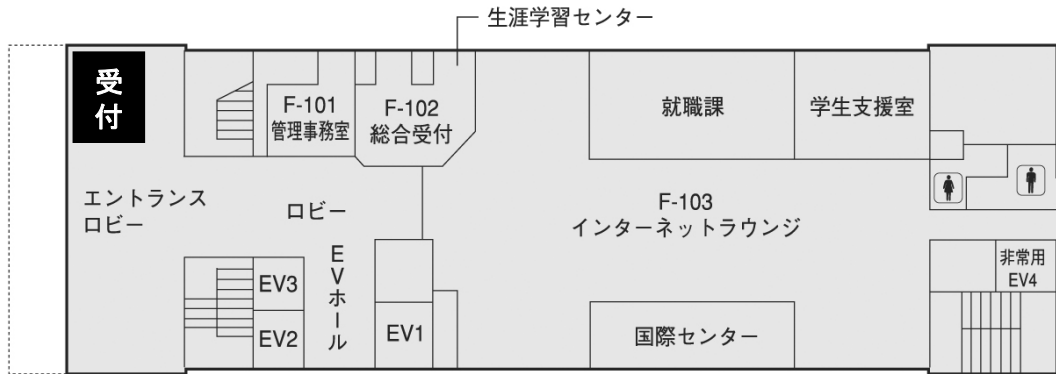 生涯学習センター
受付
F-101
管理事務室
F-102
総合受付
就職課
学生支援室
エントランス
ロビー
ロビー
F-103
インターネットラウンジ
EVホール
EV3
EV2
EV1
国際センター
非常用
EV4